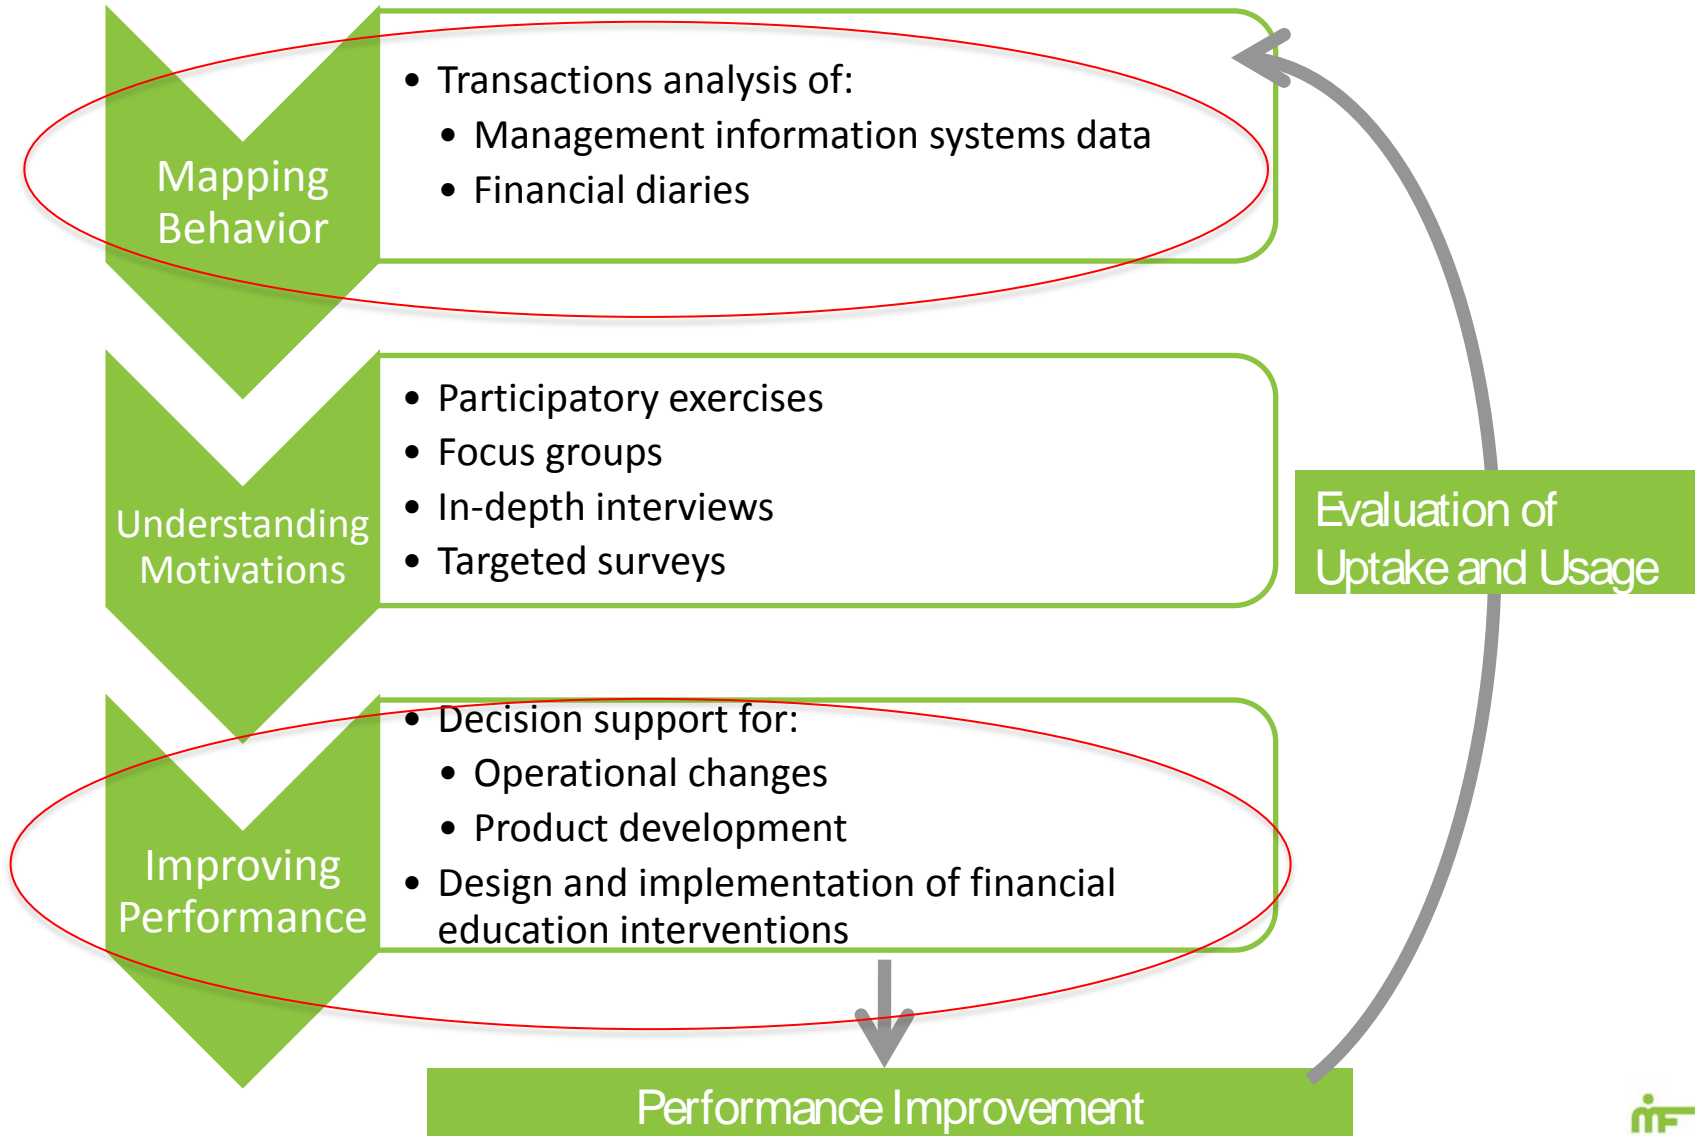 Mapping
Behavior
• Transactions analysis of:
• Management information systems data
• Financial diaries
Understanding
Motivations
• Participatory exercises
• Focus groups
• In-depth interviews
• Targeted surveys
Improving
Performance
• Decision support for:
• Operational changes
• Product development
• Design and implementation of financial
education interventions
Evaluation of
Uptake and Usage
Performance Improvement